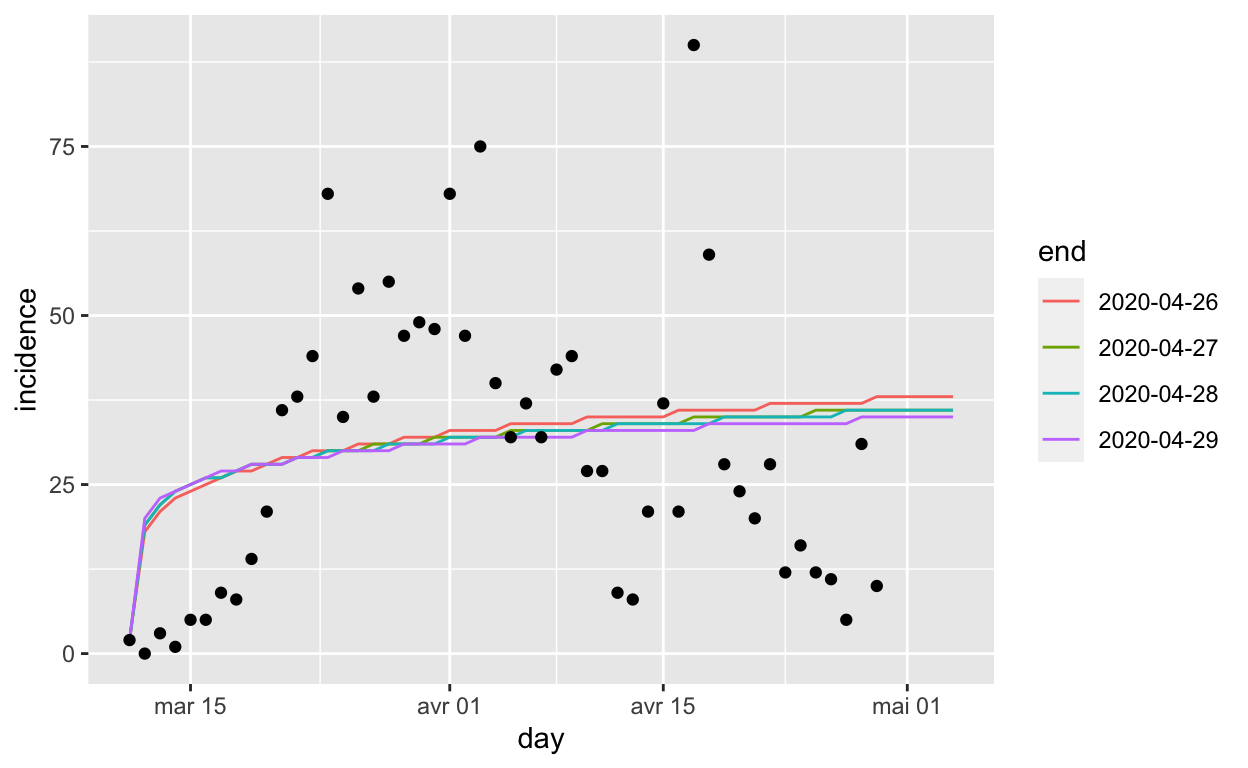 incidence
75
50
25
0
mar 15
avr 01
avr 15
mai 01
day
end
2020-04-26
2020-04-27
2020-04-28
2020-04-29